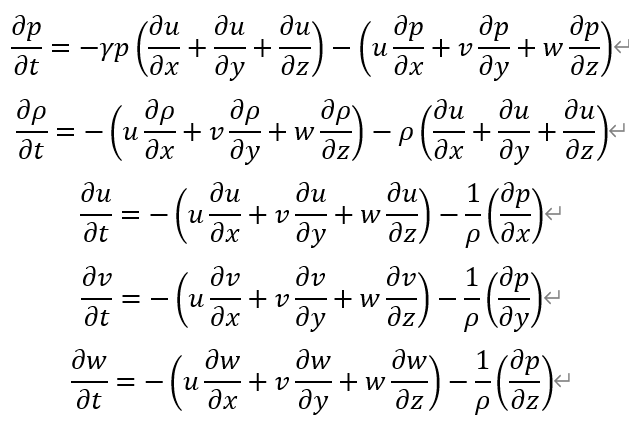 ∂p/∂t = −γp (∂u/∂x + ∂u/∂y + ∂u/∂z) − (u ∂p/∂x + v ∂p/∂y + w ∂p/∂z)↵
∂ρ/∂t = − (u ∂ρ/∂x + v ∂ρ/∂y + w ∂ρ/∂z) − ρ (∂u/∂x + ∂u/∂y + ∂u/∂z)↵
∂u/∂t = − (u ∂u/∂x + v ∂u/∂y + w ∂u/∂z) − 1/ρ (∂p/∂x)↵
∂v/∂t = − (u ∂v/∂x + v ∂v/∂y + w ∂v/∂z) − 1/ρ (∂p/∂y)↵
∂w/∂t = − (u ∂w/∂x + v ∂w/∂y + w ∂w/∂z) − 1/ρ (∂p/∂z)↵